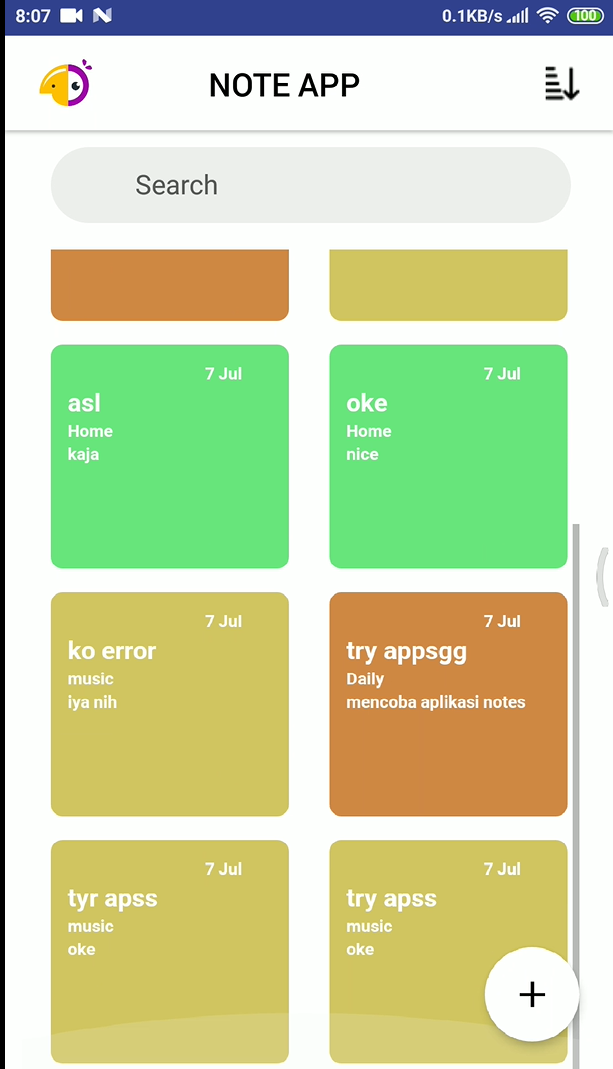 8:07
0.1KB/s
100
NOTE APP
Search
7 Jul
asl
Home
kaja
7 Jul
oke
Home
nice
7 Jul
ko error
music
iya nih
7 Jul
try appsgg
Daily
mencoba aplikasi notes
7 Jul
tyr apss
music
oke
7 Jul
try apss
music
oke